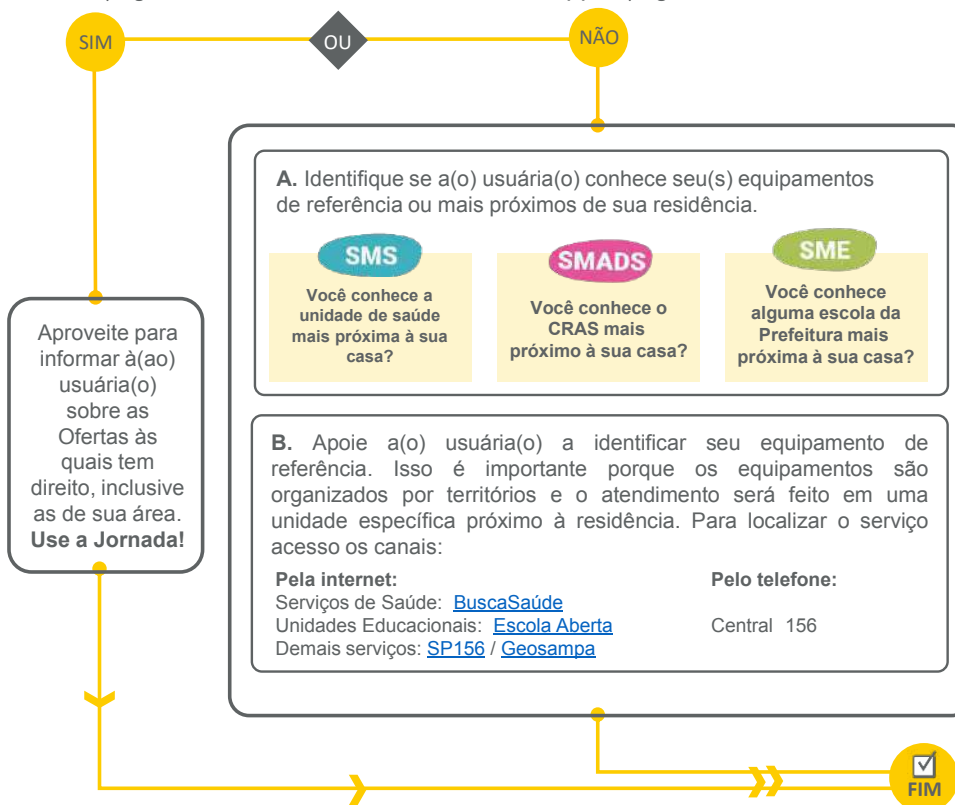 SIM
OU
NÃO
A. Identifique se a(o) usuária(o) conhece seu(s) equipamentos
de referência ou mais próximos de sua residência.
SMS
Você conhece a
unidade de saúde
mais próxima à sua
casa?
SMADS
Você conhece o
CRAS mais
próximo à sua casa?
SME
Você conhece
alguma escola da
Prefeitura mais
próxima à sua casa?
Aproveite para
informar à(ao)
usuária(o)
sobre as
Ofertas às
quais tem
direito, inclusive
as de sua área.
Use a Jornada!
B. Apoie a(o) usuária(o) a identificar seu equipamento de
referência. Isso é importante porque os equipamentos são
organizados por territórios e o atendimento será feito em uma
unidade específica próximo à residência. Para localizar o serviço
acesso os canais:
Pela internet:
Serviços de Saúde: BuscaSaúde
Unidades Educacionais: Escola Aberta
Demais serviços: SP156 / Geosampa
Pelo telefone:
Central 156
FIM